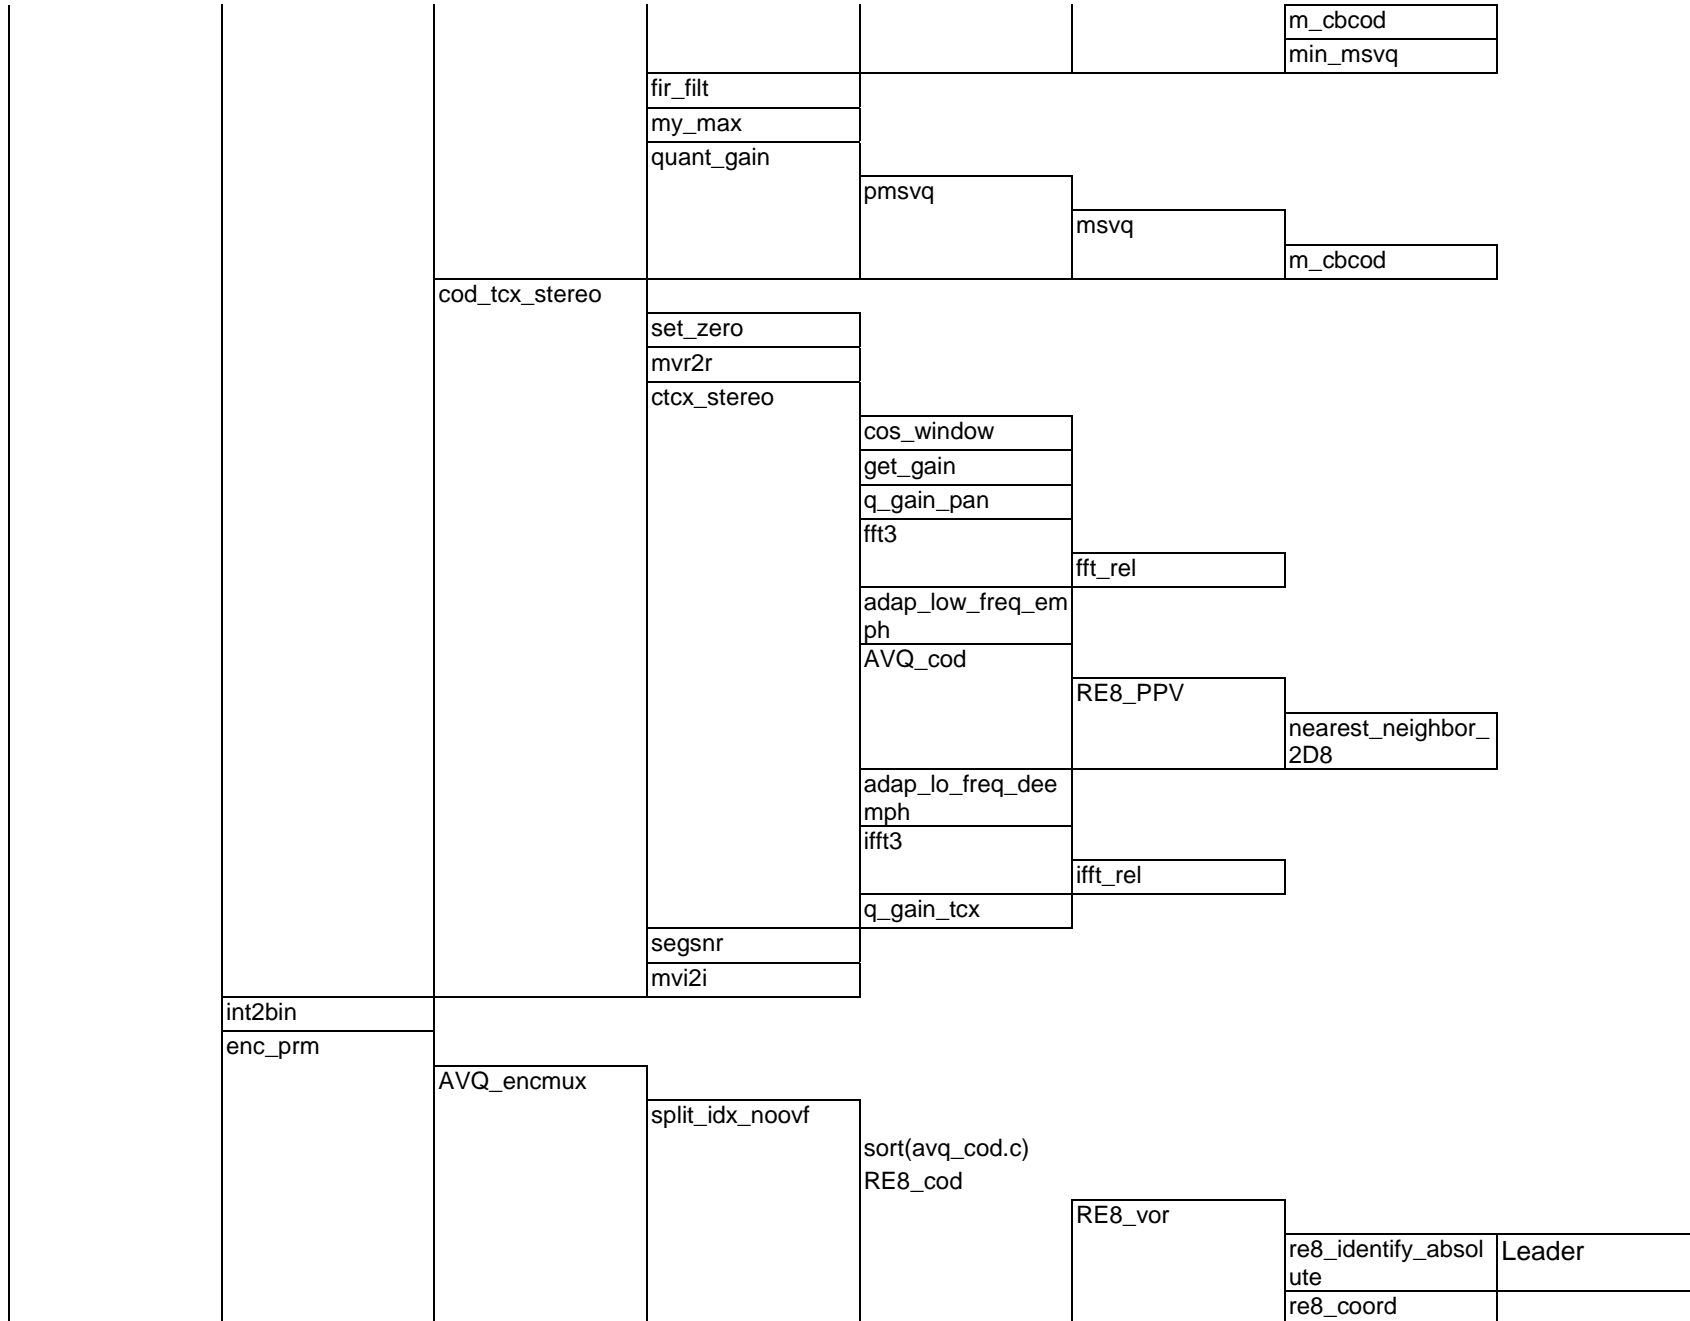 m_cbcod
min_msvq
fir_filt
my_max
quant_gain
pmsvq
msvq
m_cbcod
cod_tcx_stereo
set_zero
mvr2r
ctcx_stereo
cos_window
get_gain
q_gain_pan
fft3
fft_rel
adap_low_freq_em
ph
AVQ_cod
RE8_PPV
nearest_neighbor_
2D8
adap_lo_freq_dee
mph
ifft3
ifft_rel
q_gain_tcx
segsnr
mvi2i
int2bin
enc_prm
AVQ_encmux
split_idx_noovf
sort(avq_cod.c)
RE8_cod
RE8_vor
re8_identify_absol Leader
ute
re8_coord